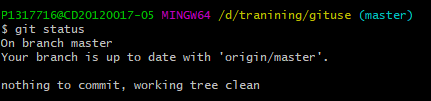 P1317716@CD20120017-05 MINGW64 /d/tranining/gituse (master)
$ git status
On branch master
Your branch is up to date with 'origin/master'.
nothing to commit, working tree clean